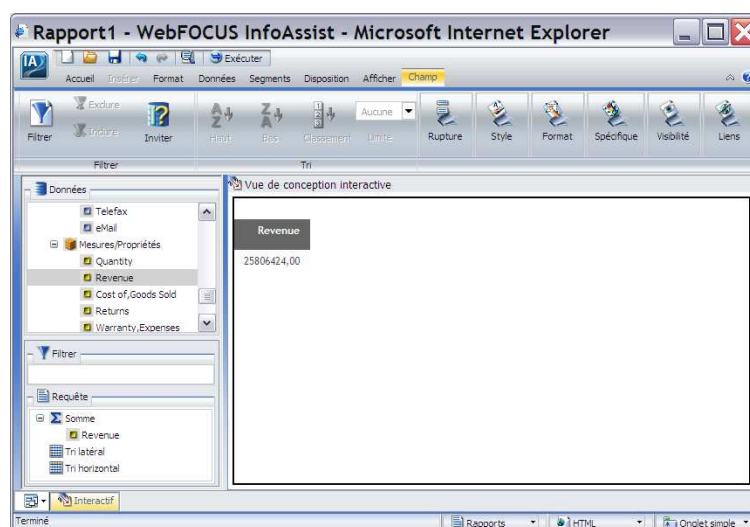 Rapport1 - WebFOCUS InfoAssist - Microsoft Internet Explorer
IA
Exécuter
Accueil Insérer Format Données Segments Disposition Afficher Champ
Exclure
Inclure
Filtrer Inviter Haut Bas Classement Aucune Limite Rupture Style Format Spécifique Visibilité Liens
Filtrer Tri
Données
Telefax
eMail
Mesures/Propriétés
Quantity
Revenue
Cost of,Goods Sold
Returns
Warranty,Expenses
Filtrer
Requête
Somme
Revenue
Tri latéral
Tri horizontal
Vue de conception interactive
Revenue
25806424,00
Interactif
Terminé Rapports HTML Onglet simple